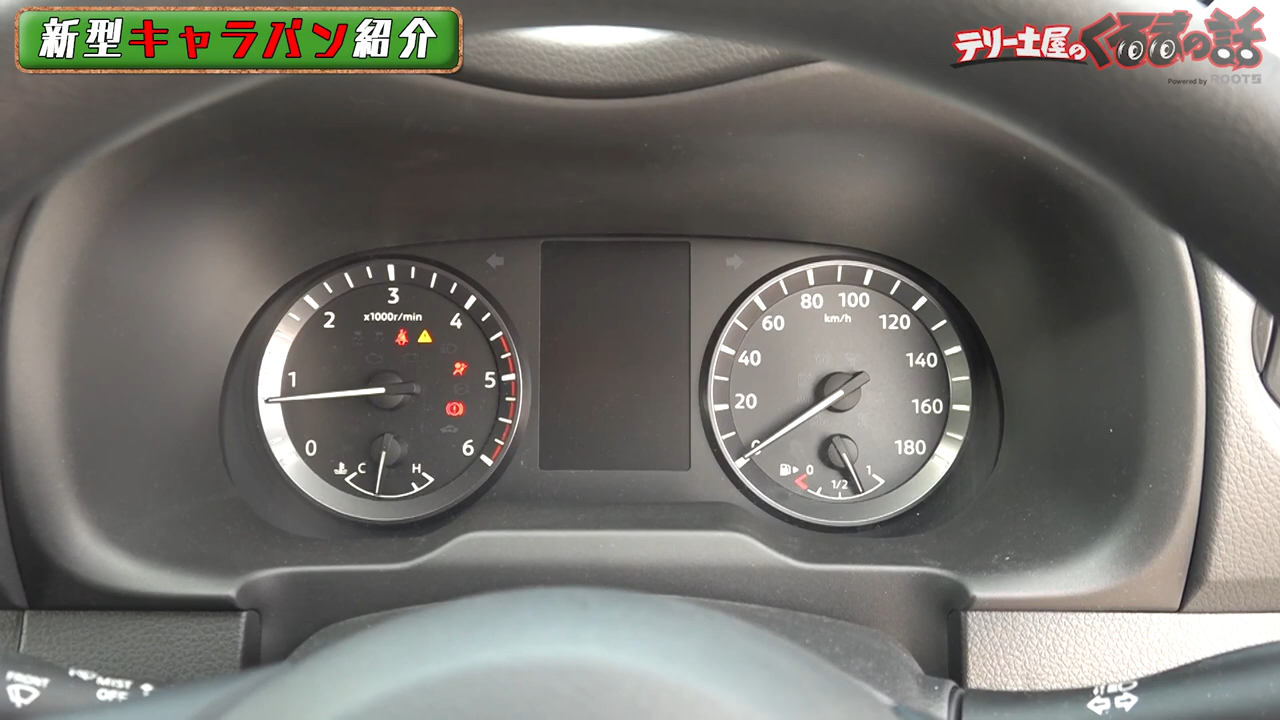 新型キャラバン紹介
テリー土屋のくるまの話
Powered by ROOTS
0 1 2 3 4 5 6
x1000r/min
C H
0 20 40 60 80 100 120 140 160 180
km/h
0 1/2 1
FRONT
MIST
OFF